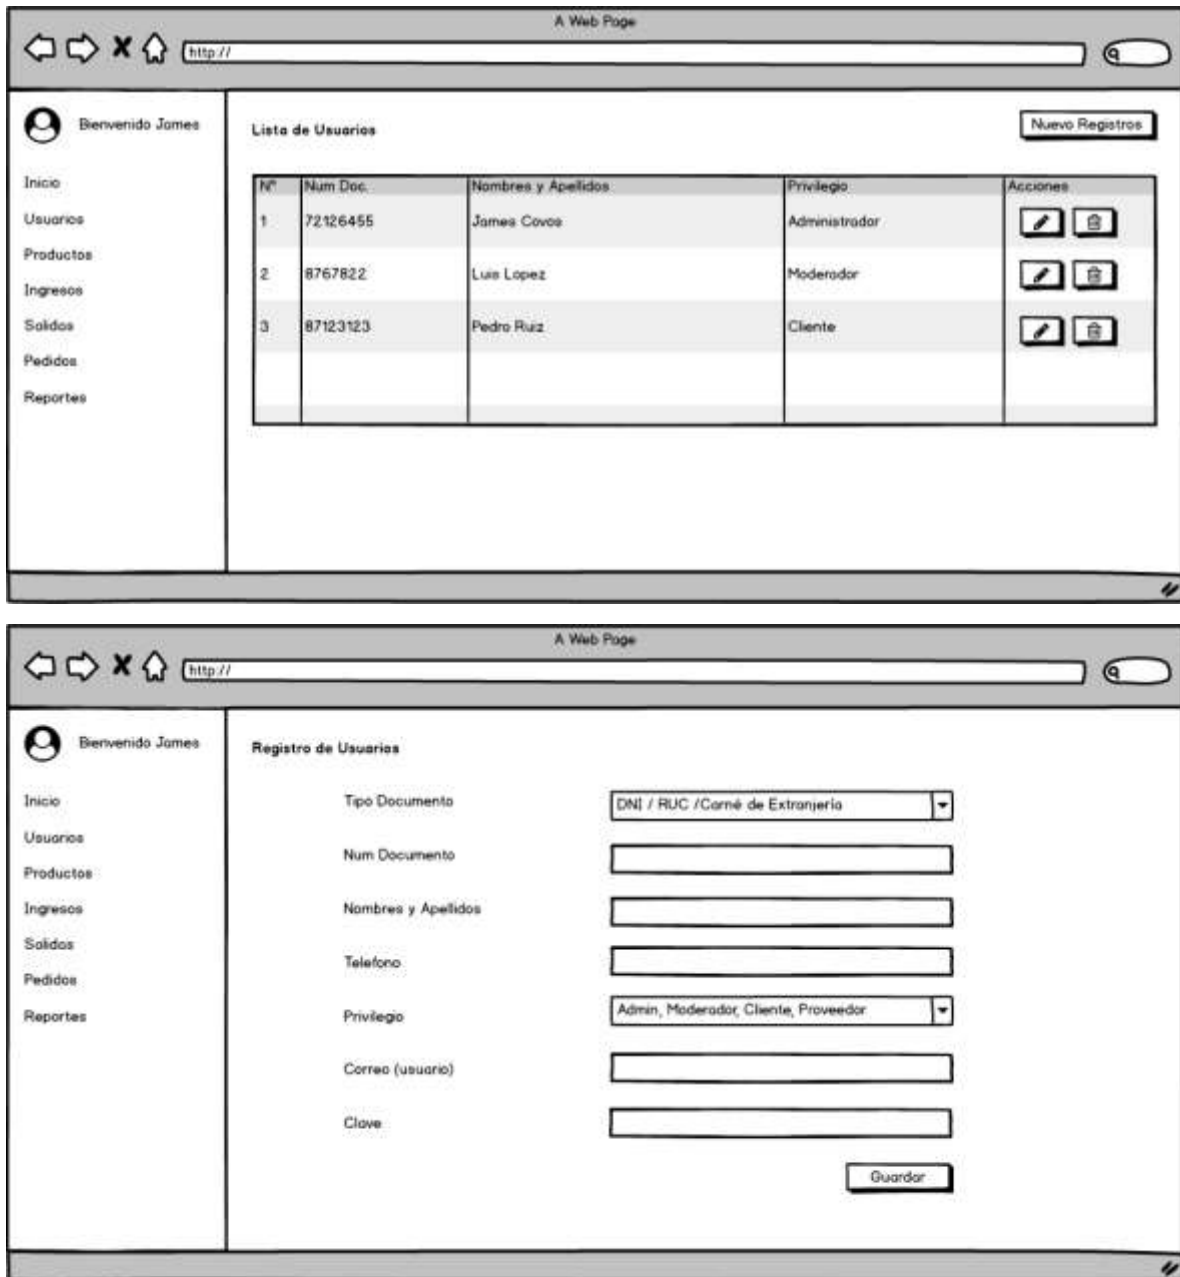 A Web Page
http://
Bienvenido James
Lista de Usuarios
Nuevo Registros
Inicio
Usuarios
Productos
Ingresos
Salidas
Pedidos
Reportes
N° Num Doc. Nombres y Apellidos Privilegio Acciones
1 72126455 James Covos Administrador
2 8767822 Luis Lopez Moderador
3 87123123 Pedro Ruiz Cliente
A Web Page
http://
Bienvenido James
Registro de Usuarios
Inicio
Usuarios
Productos
Ingresos
Salidas
Pedidos
Reportes
Tipo Documento DNI / RUC /Carné de Extranjería
Num Documento
Nombres y Apellidos
Telefono
Privilegio Admin, Moderador, Cliente, Proveedor
Correo (usuario)
Clave
Guardar